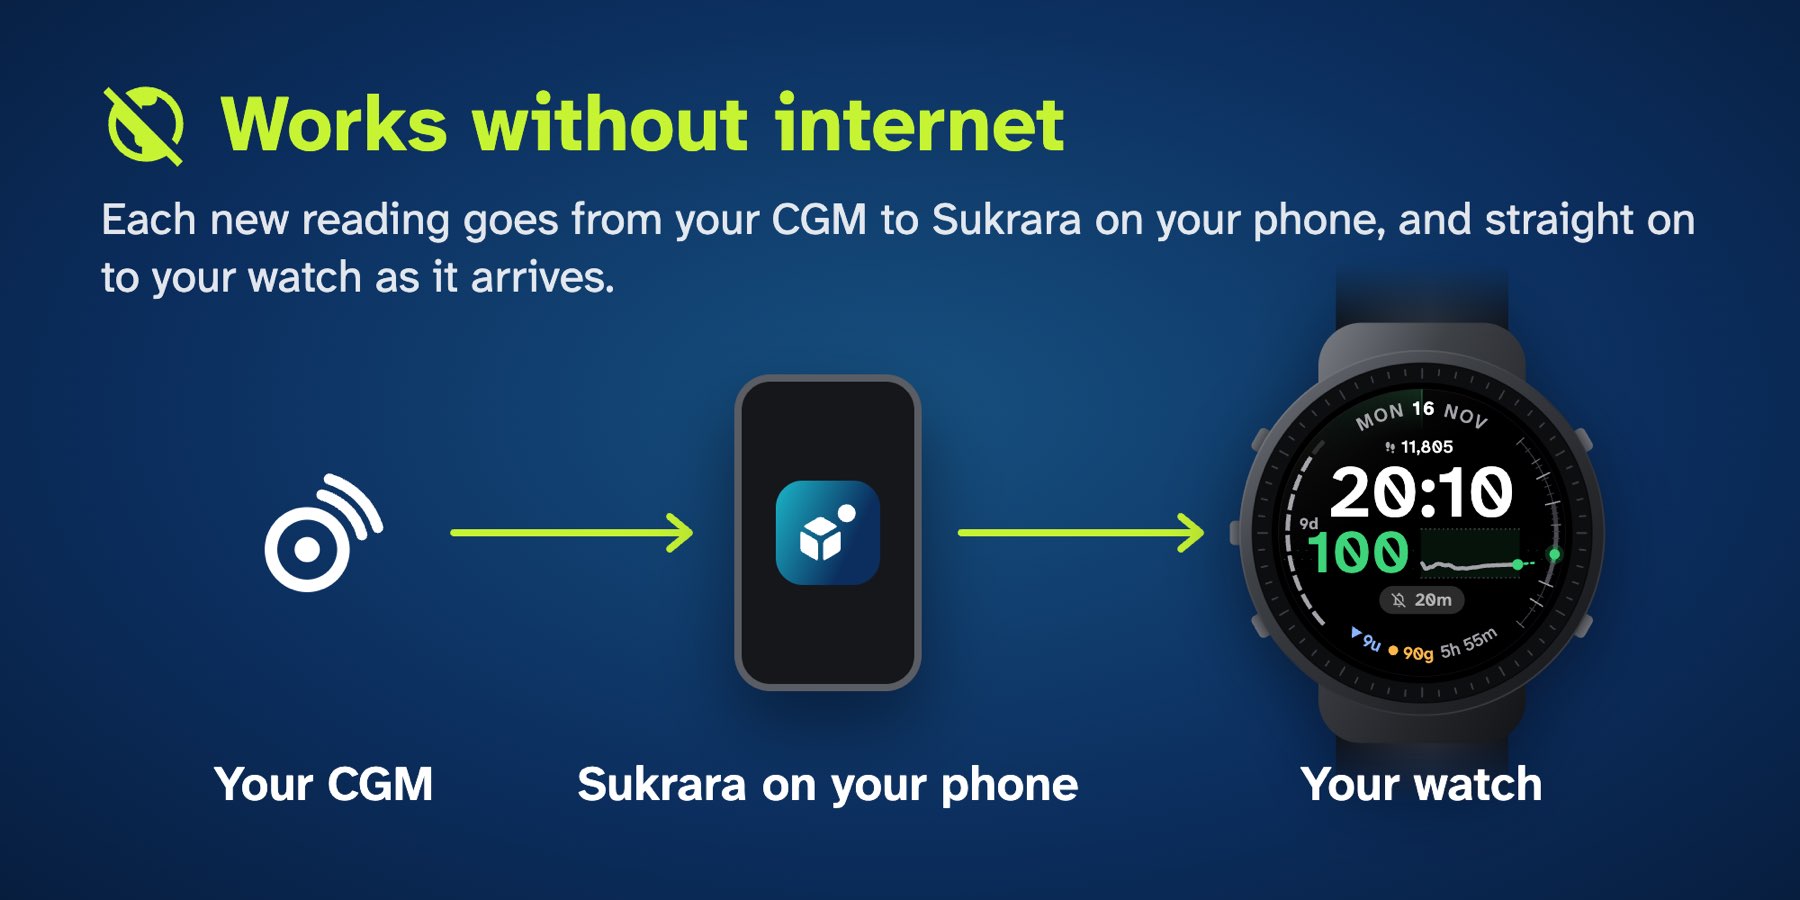 Works without internet
Each new reading goes from your CGM to Sukrara on your phone, and straight on
to your watch as it arrives.
MON 16 NOV
11,805
20:10
9d
100
20m
9u 90g 5h 55m
Your CGM
Sukrara on your phone
Your watch